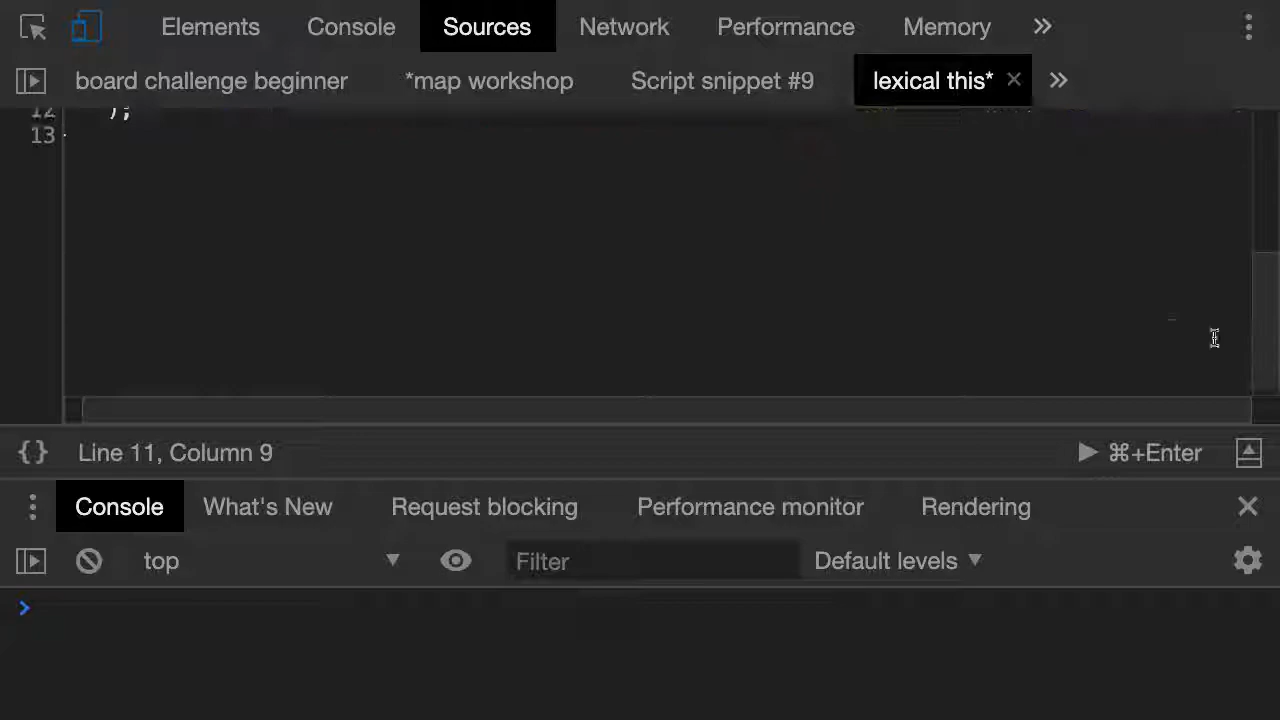 Elements Console Sources Network Performance Memory
board challenge beginner *map workshop Script snippet #9 lexical this* ×
12 );
13
{} Line 11, Column 9 ⌘+Enter
Console What's New Request blocking Performance monitor Rendering
top Filter Default levels